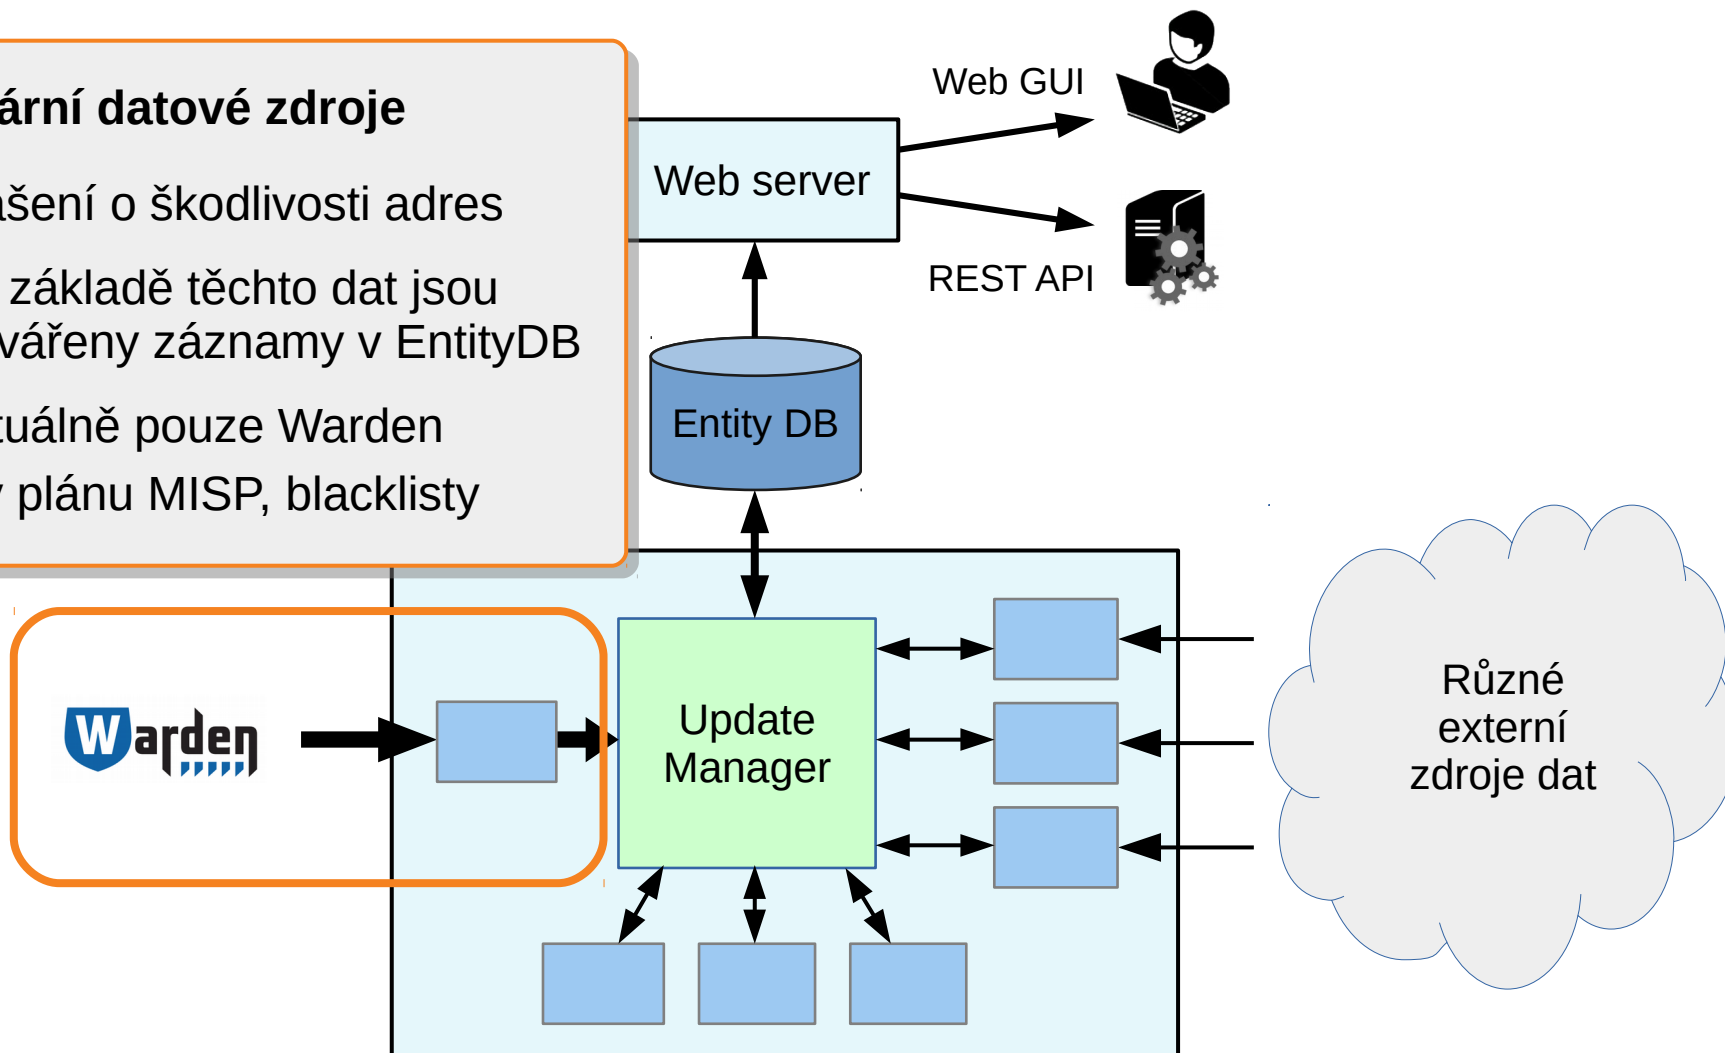 ární datové zdroje
ášení o škodlivosti adres
základě těchto dat jsou
vářeny záznamy v EntityDB
tuálně pouze Warden
plánu MISP, blacklisty
Web GUI
Web server
REST API
Entity DB
Warden
Update
Manager
Různé
externí
zdroje dat